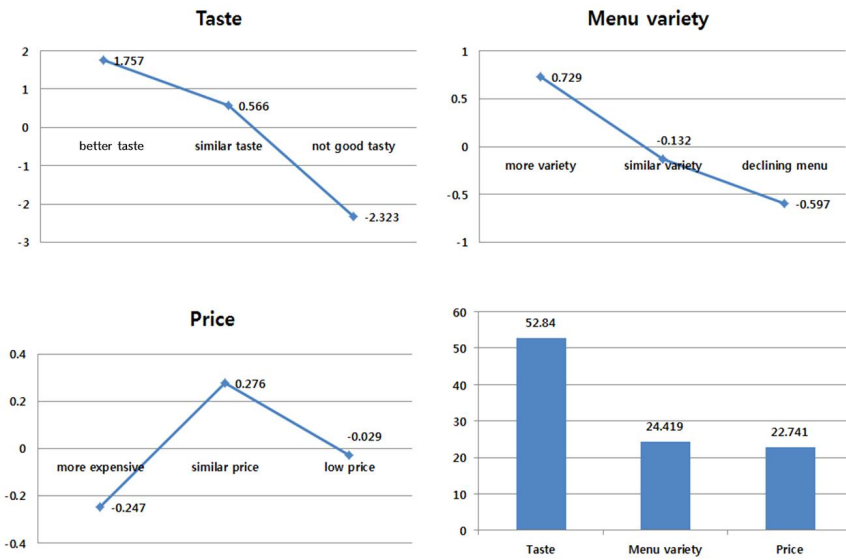 Taste
2
1
0
-1
-2
-3
1.757
0.566
-2.323
better taste
similar taste
not good tasty
Menu variety
1
0.5
0
-0.5
-1
0.729
-0.132
-0.597
more variety
similar variety
declining menu
Price
0.4
0.2
0
-0.2
-0.4
-0.247
0.276
-0.029
more expensive
similar price
low price
60
50
40
30
20
10
0
52.84
24.419
22.741
Taste
Menu variety
Price